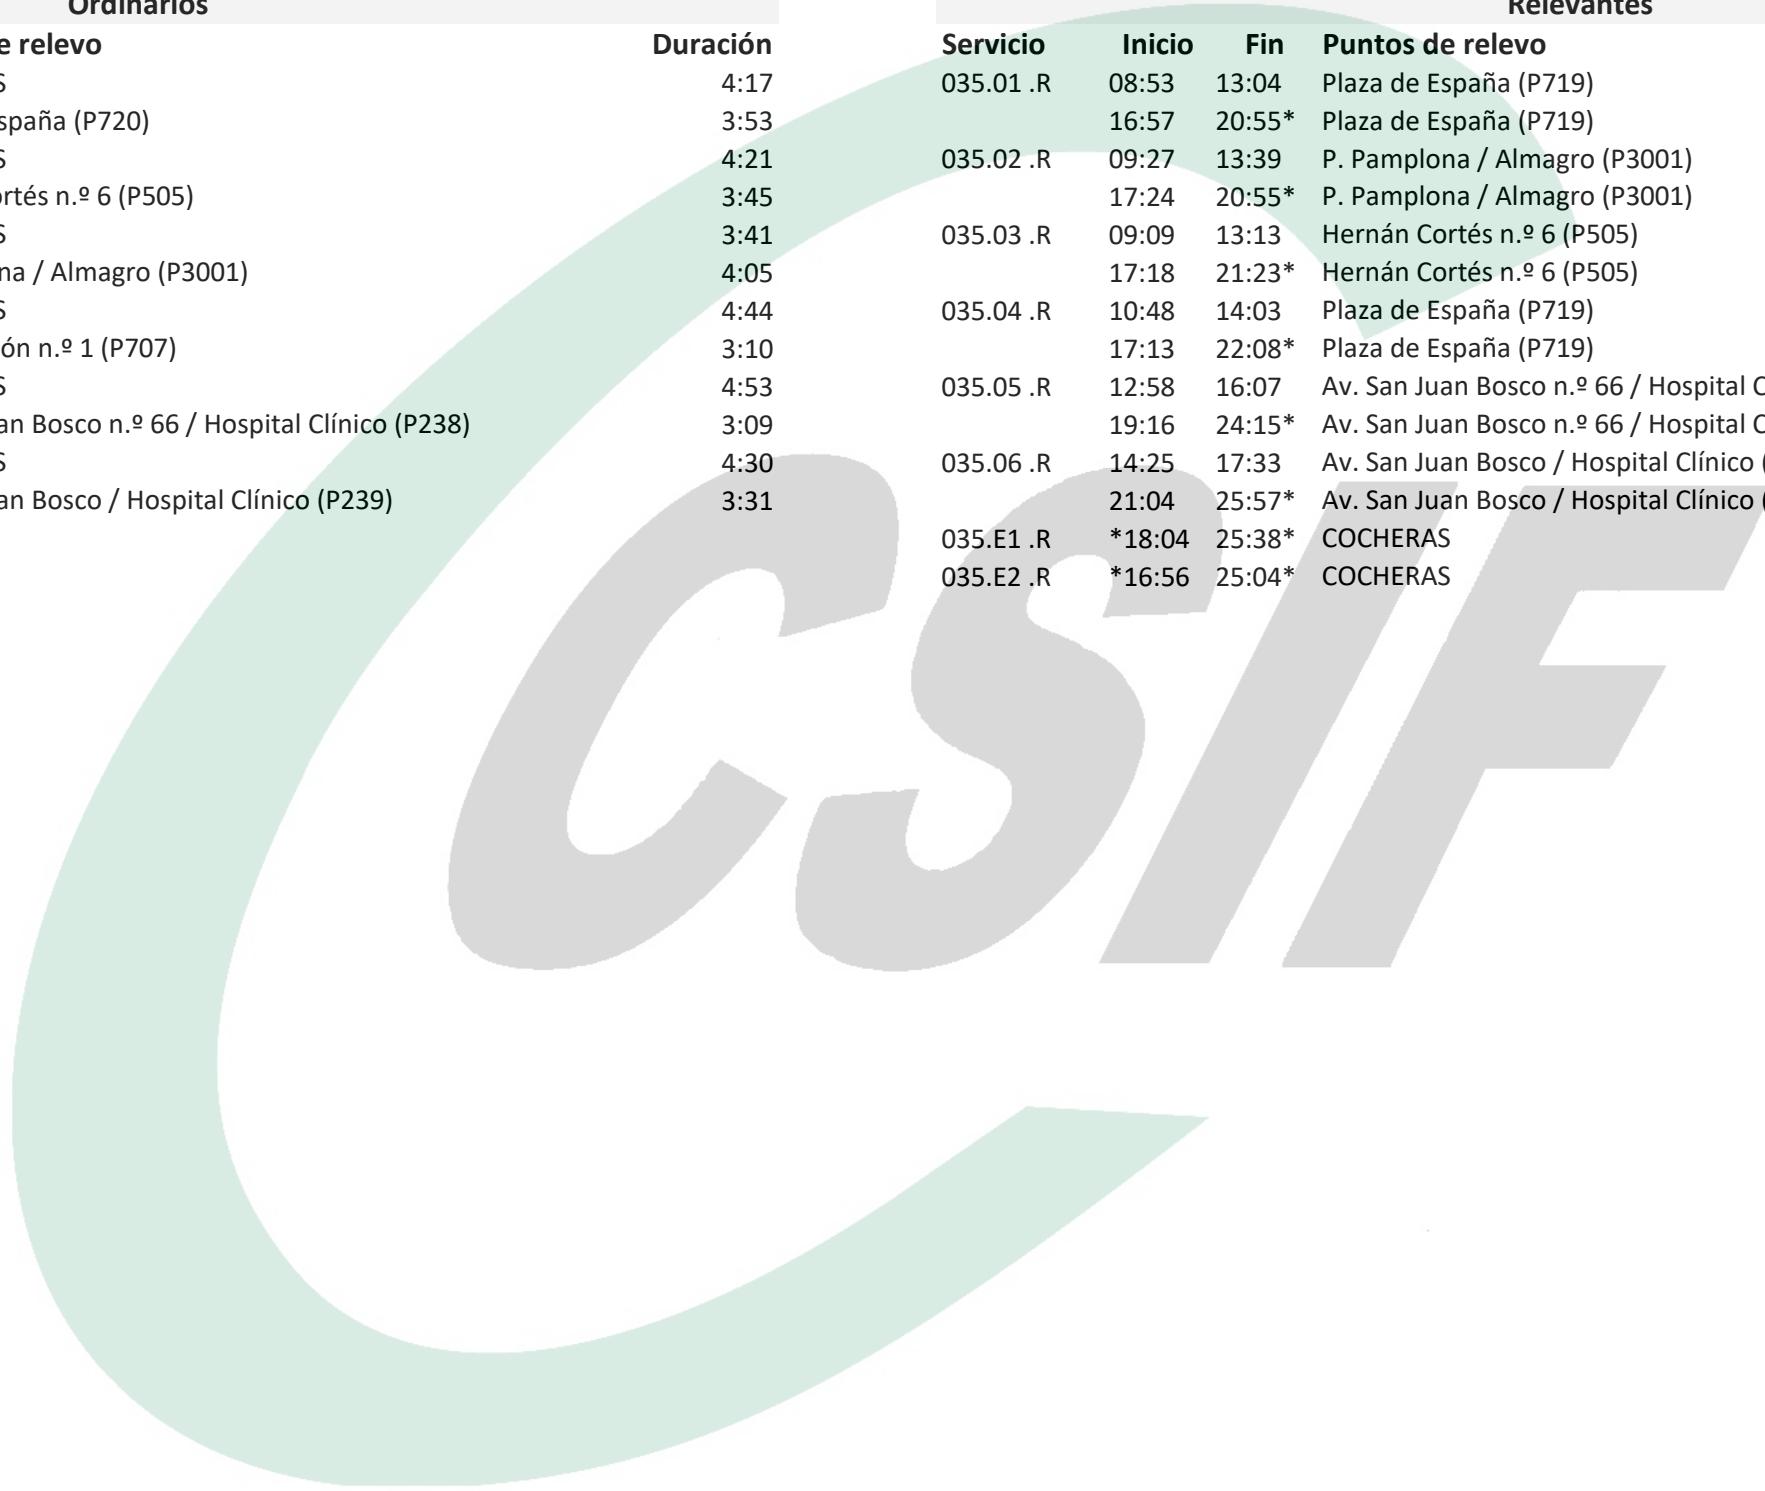 Ordinarios Relevantes
e relevo Duración Servicio Inicio Fin Puntos de relevo
S 4:17 035.01 .R 08:53 13:04 Plaza de España (P719)
spaña (P720) 3:53 16:57 20:55* Plaza de España (P719)
S 4:21 035.02 .R 09:27 13:39 P. Pamplona / Almagro (P3001)
ortés n.º 6 (P505) 3:45 17:24 20:55* P. Pamplona / Almagro (P3001)
S 3:41 035.03 .R 09:09 13:13 Hernán Cortés n.º 6 (P505)
na / Almagro (P3001) 4:05 17:18 21:23* Hernán Cortés n.º 6 (P505)
S 4:44 035.04 .R 10:48 14:03 Plaza de España (P719)
ón n.º 1 (P707) 3:10 17:13 22:08* Plaza de España (P719)
S 4:53 035.05 .R 12:58 16:07 Av. San Juan Bosco n.º 66 / Hospital C
an Bosco n.º 66 / Hospital Clínico (P238) 3:09 19:16 24:15* Av. San Juan Bosco n.º 66 / Hospital C
S 4:30 035.06 .R 14:25 17:33 Av. San Juan Bosco / Hospital Clínico (
an Bosco / Hospital Clínico (P239) 3:31 21:04 25:57* Av. San Juan Bosco / Hospital Clínico (
035.E1 .R *18:04 25:38* COCHERAS
035.E2 .R *16:56 25:04* COCHERAS
CSIF